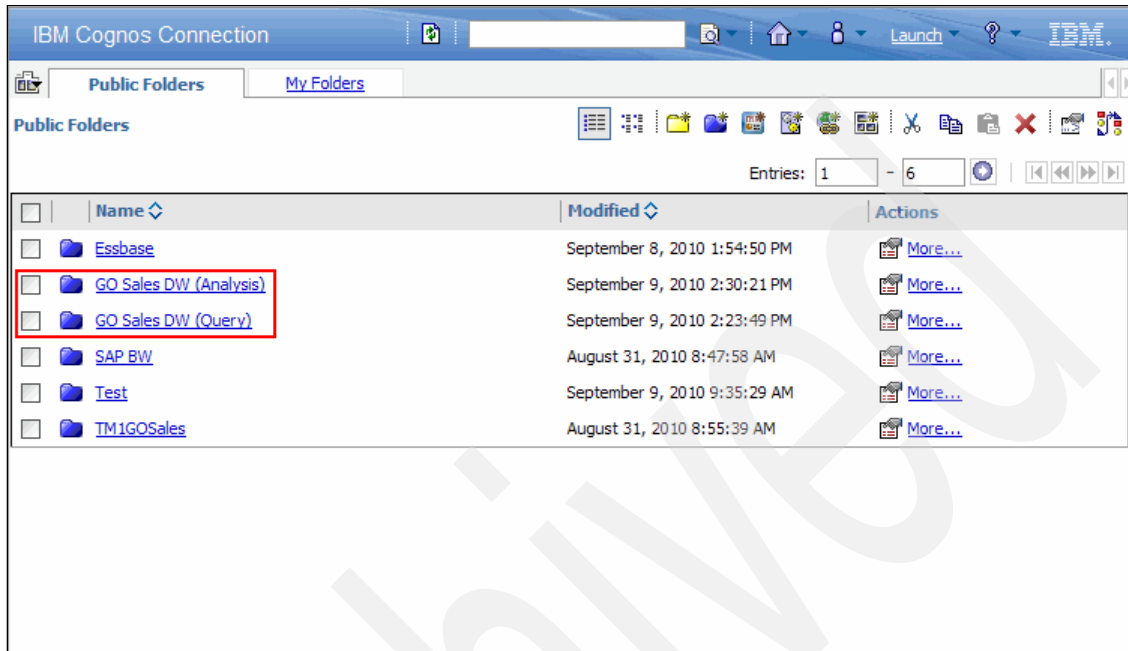 IBM Cognos Connection Launch IBM.
Public Folders My Folders
Public Folders
Entries: 1 - 6
Name Modified Actions
Essbase September 8, 2010 1:54:50 PM More...
GO Sales DW (Analysis) September 9, 2010 2:30:21 PM More...
GO Sales DW (Query) September 9, 2010 2:23:49 PM More...
SAP BW August 31, 2010 8:47:58 AM More...
Test September 9, 2010 9:35:29 AM More...
TM1GOSales August 31, 2010 8:55:39 AM More...
hived